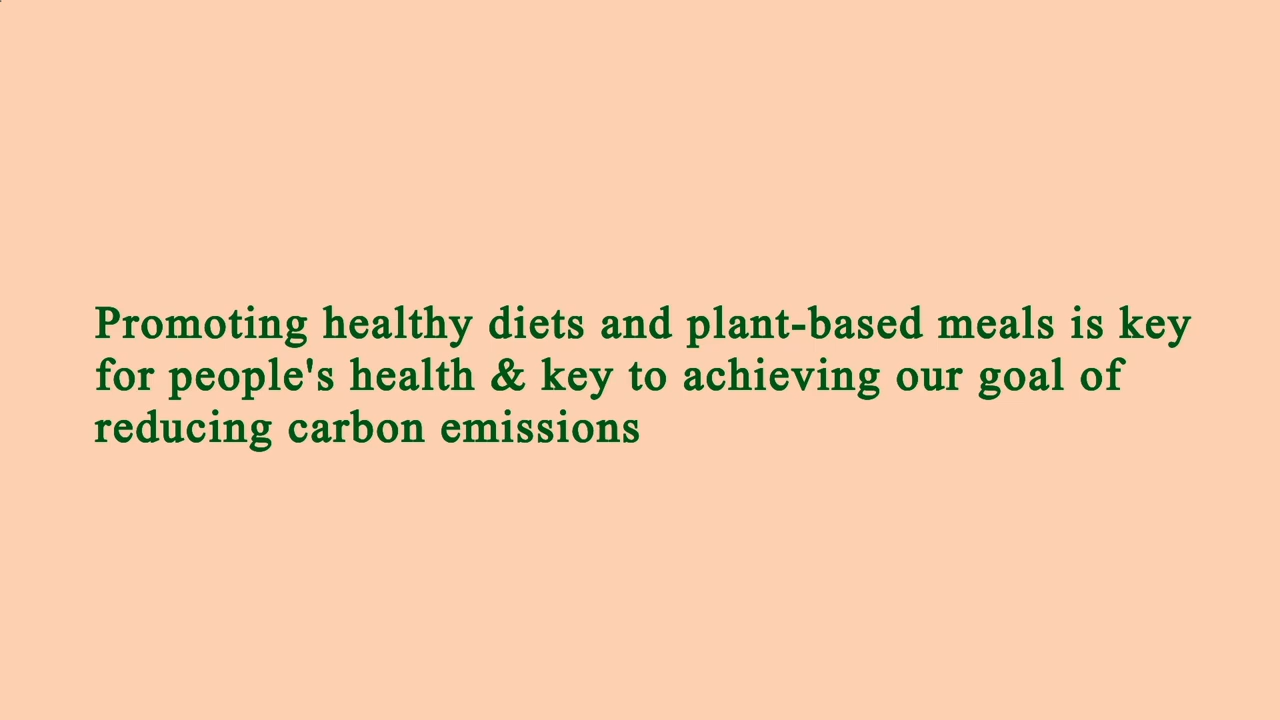 Promoting healthy diets and plant-based meals is key
for people's health & key to achieving our goal of
reducing carbon emissions